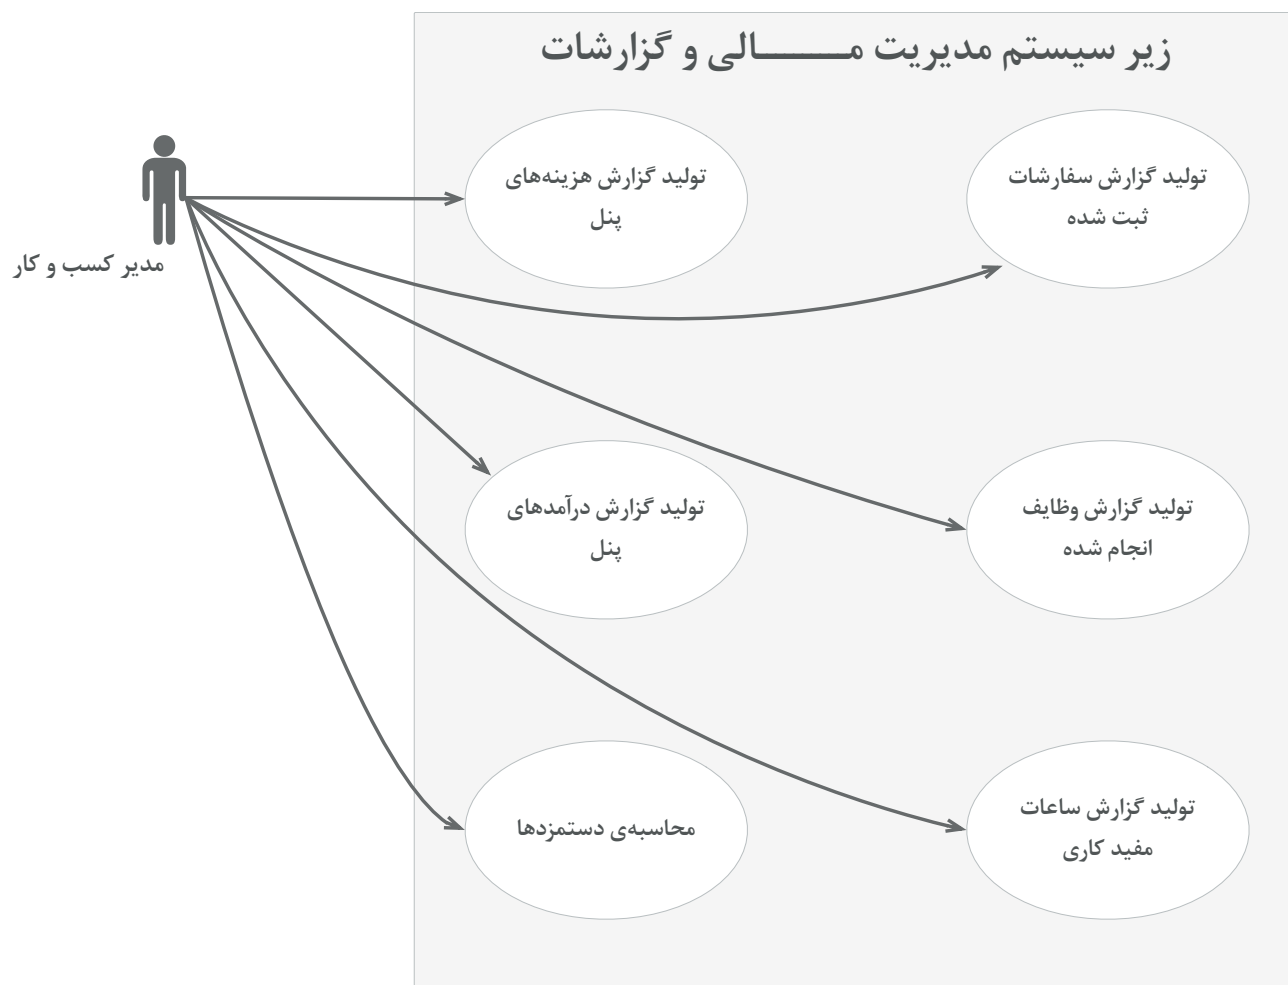 زیر سیستم مدیریت مـــــــالی و گزارشات
تولید گزارش سفارشات
ثبت شده
تولید گزارش هزینه‌های
پنل
مدیر کسب و کار
تولید گزارش وظایف
انجام شده
تولید گزارش درآمدهای
پنل
تولید گزارش ساعات
مفید کاری
محاسبه‌ی دستمزدها